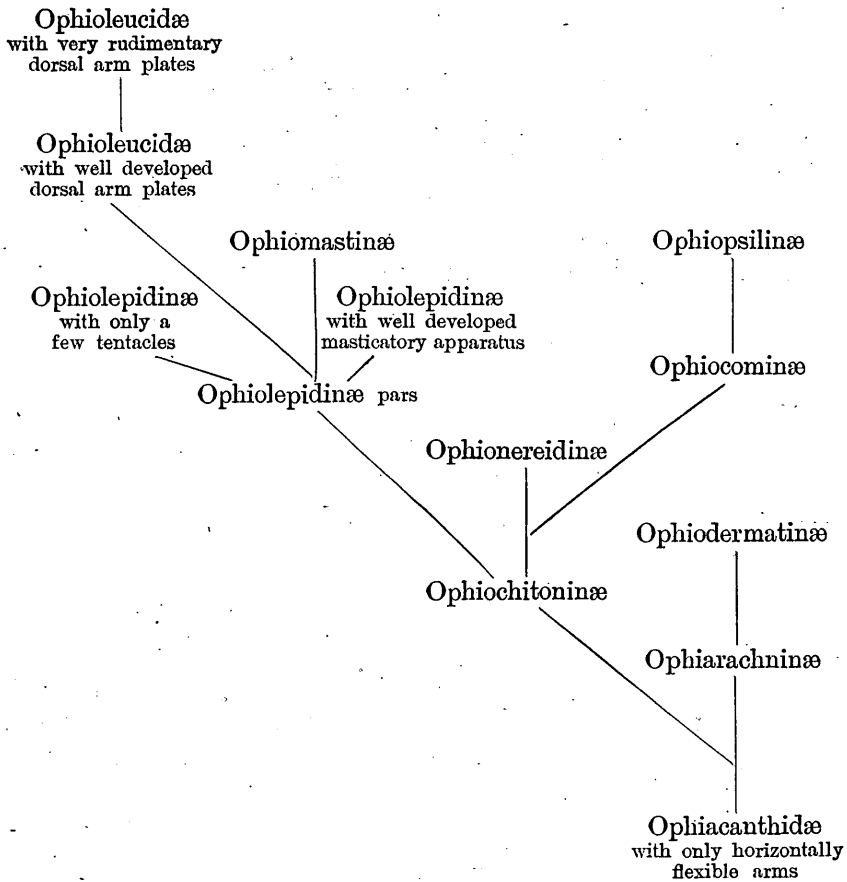 Ophioleucidæ
with very rudimentary
dorsal arm plates
Ophioleucidæ
with well developed
dorsal arm plates
Ophiomastinæ
Ophiopsilinæ
Ophiolepidinæ
with only a
few tentacles
Ophiolepidinæ
with well developed
masticatory apparatus
Ophiocominæ
Ophiolepidinæ pars
Ophionereidinæ
Ophiodermatinæ
Ophiochitoninæ
Ophiarachninæ
Ophiacanthidæ
with only horizontally
flexible arms